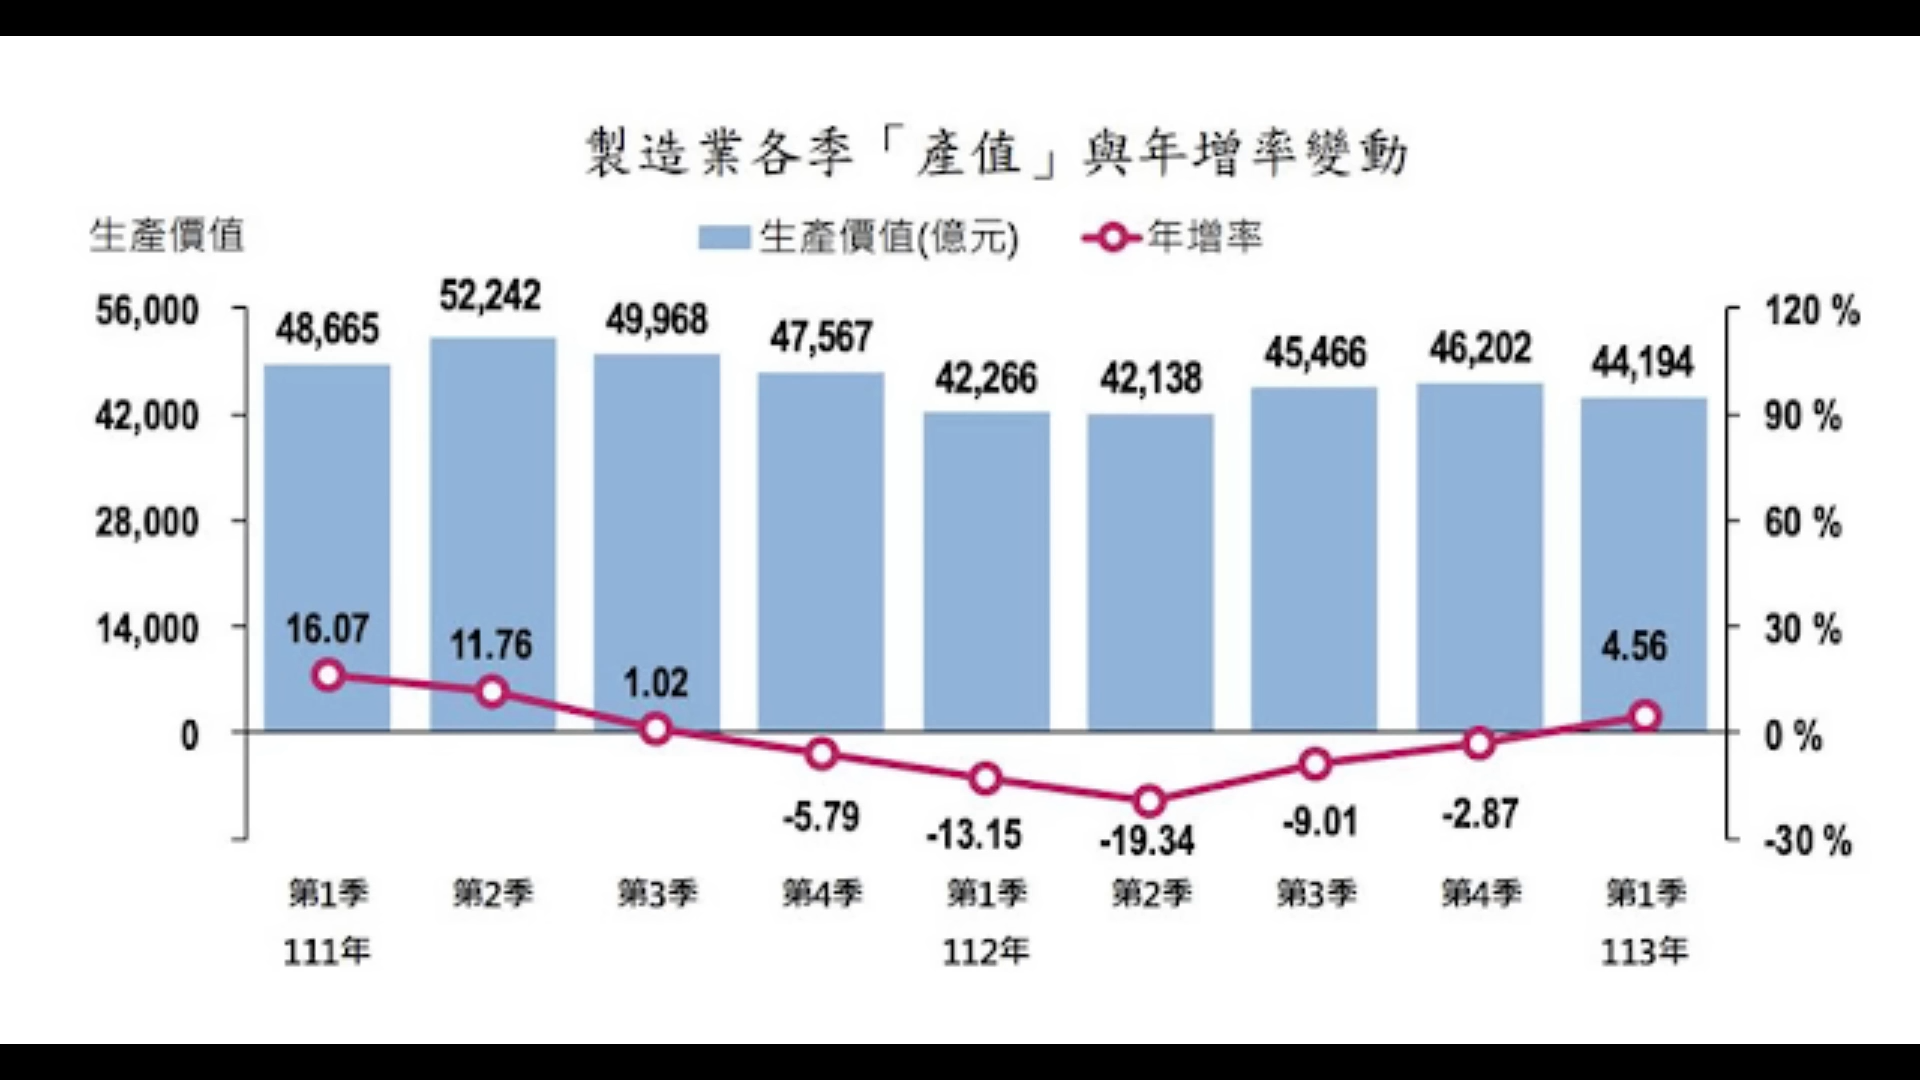 製造業各季「產值」與年增率變動
生產價值
生產價值(億元) 年增率
56,000
42,000
28,000
14,000
0
48,665 52,242 49,968 47,567 42,266 42,138 45,466 46,202 44,194
16.07 11.76 1.02 -5.79 -13.15 -19.34 -9.01 -2.87 4.56
120 %
90 %
60 %
30 %
0 %
-30 %
第1季 第2季 第3季 第4季 第1季 第2季 第3季 第4季 第1季
111年 112年 113年